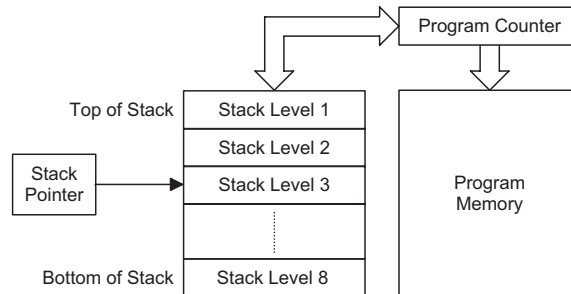 Program Counter
Top of Stack
Stack Level 1
Stack Level 2
Stack
Pointer
Stack Level 3
Program
Memory
Bottom of Stack
Stack Level 8